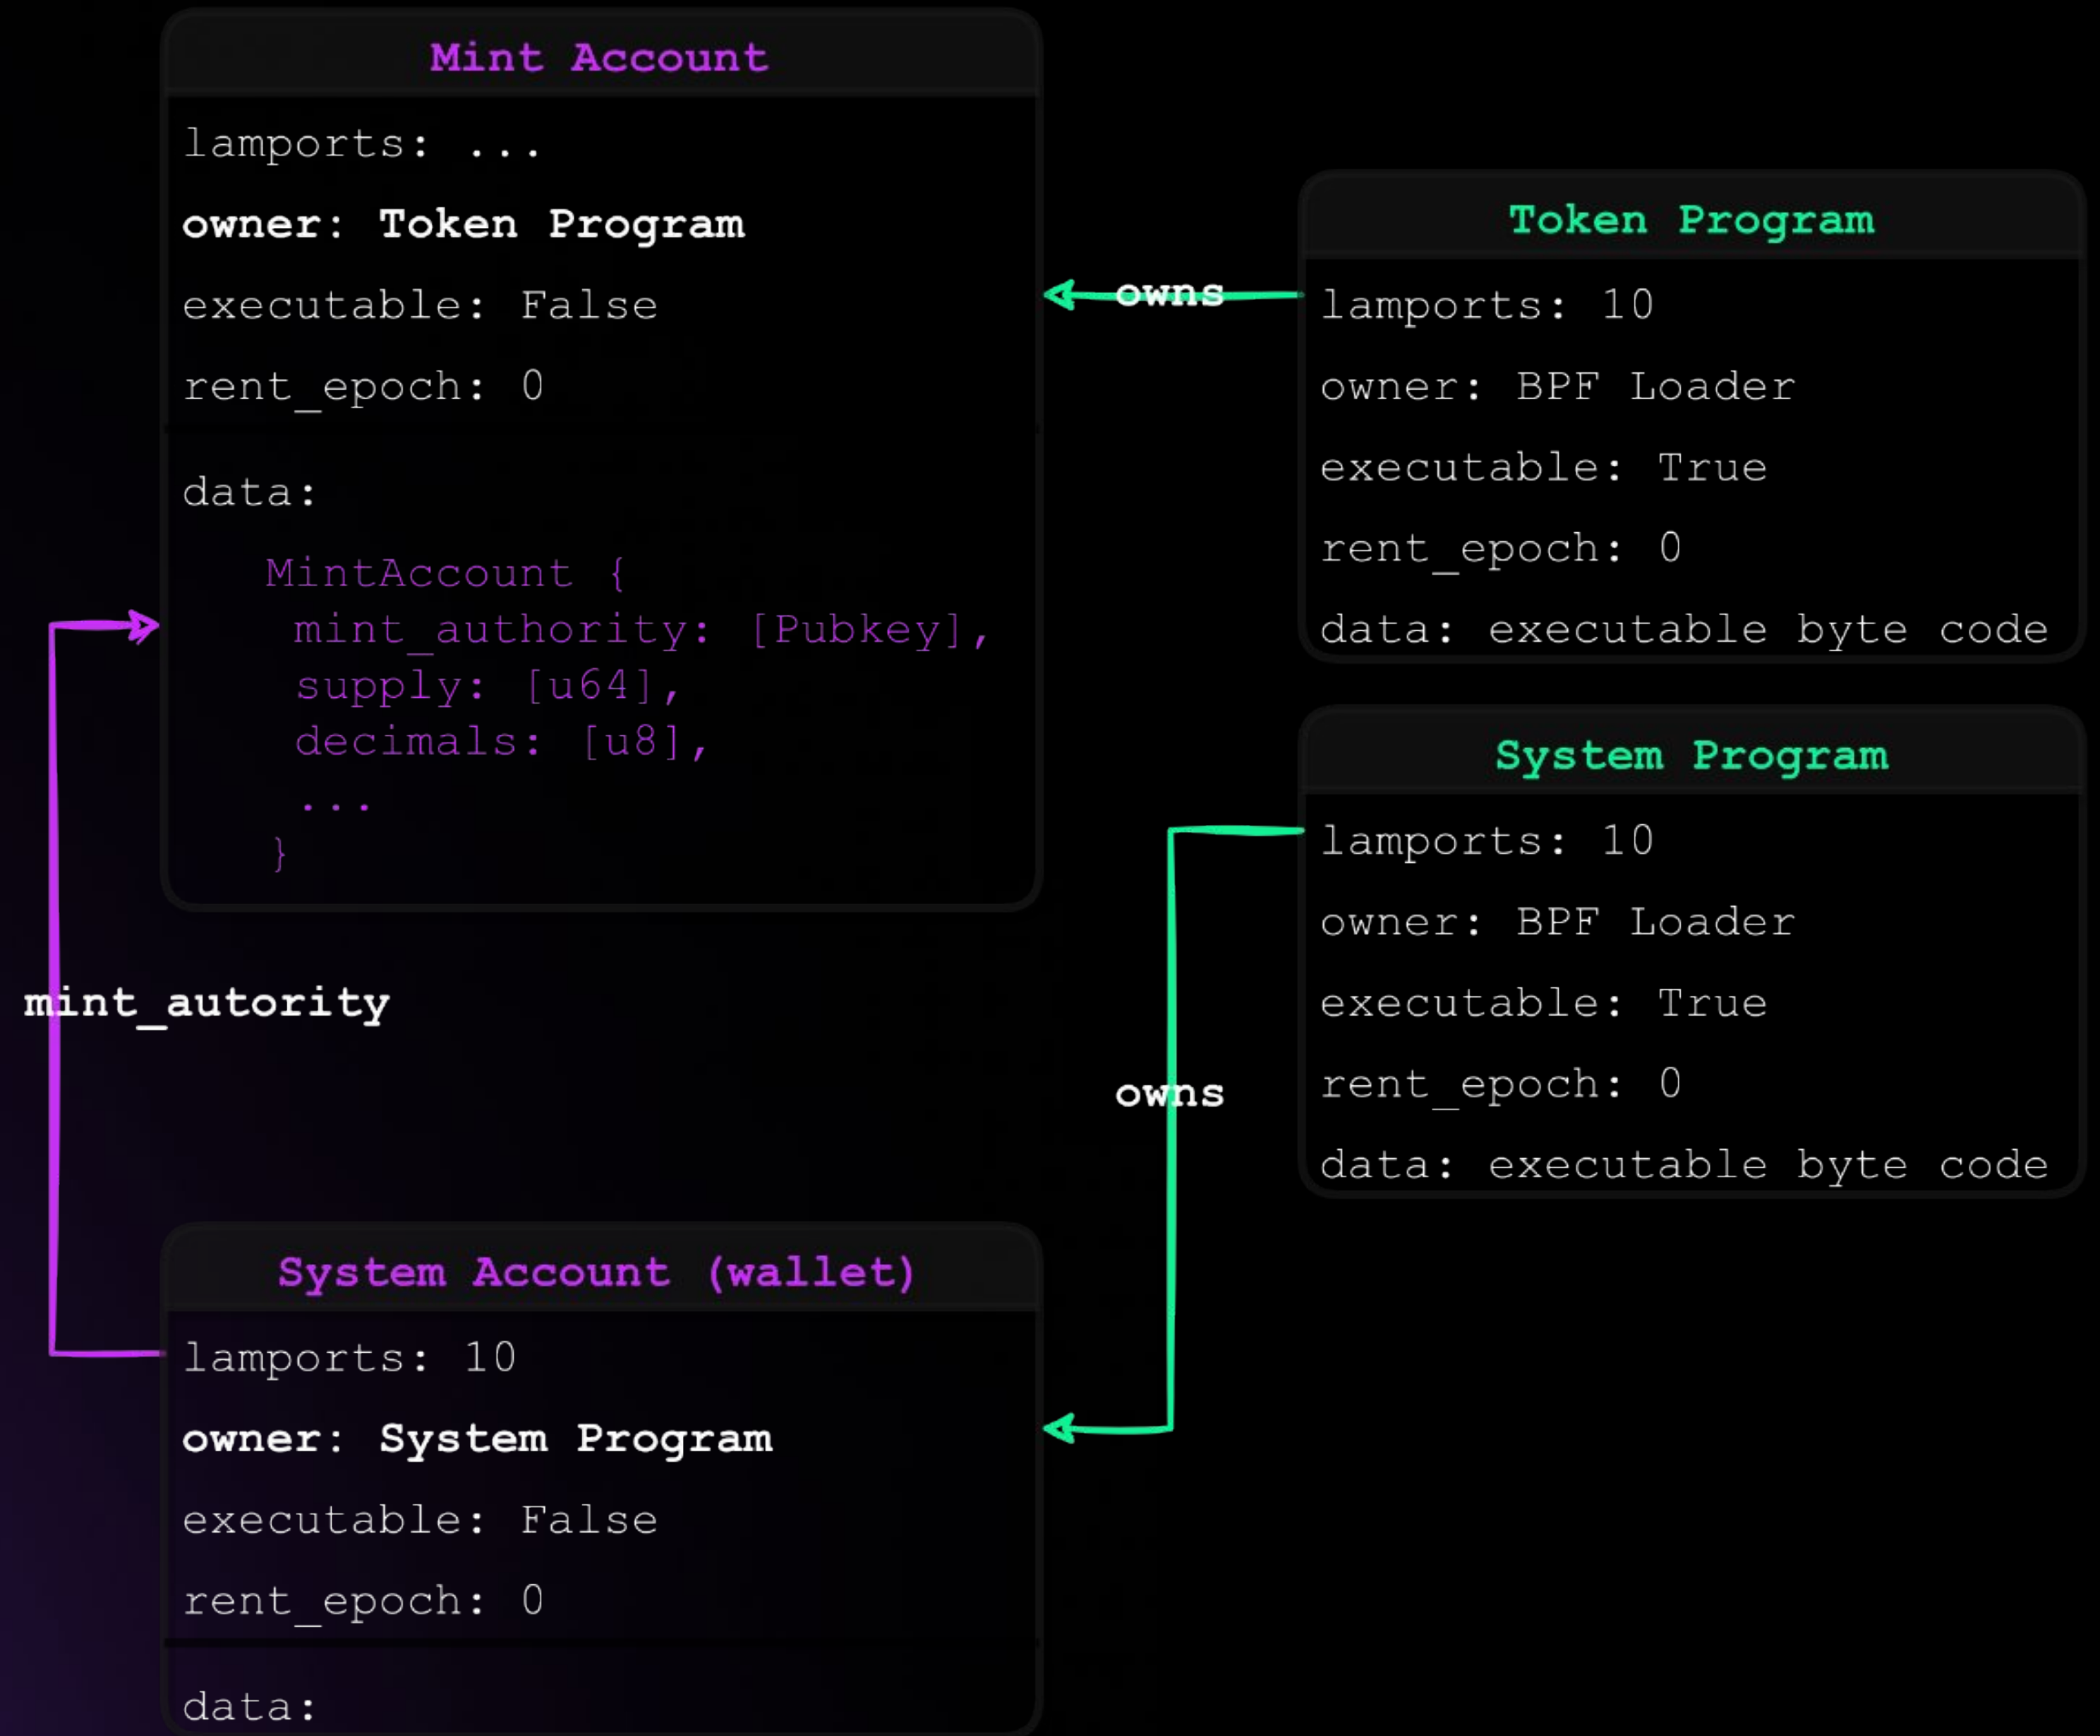 Mint Account
lamports: ...
owner: Token Program
executable: False
rent_epoch: 0
data:
MintAccount {
mint_authority: [Pubkey],
supply: [u64],
decimals: [u8],
...
}
owns
Token Program
lamports: 10
owner: BPF Loader
executable: True
rent_epoch: 0
data: executable byte code
System Program
lamports: 10
owner: BPF Loader
executable: True
rent_epoch: 0
data: executable byte code
mint_autority
owns
System Account (wallet)
lamports: 10
owner: System Program
executable: False
rent_epoch: 0
data: